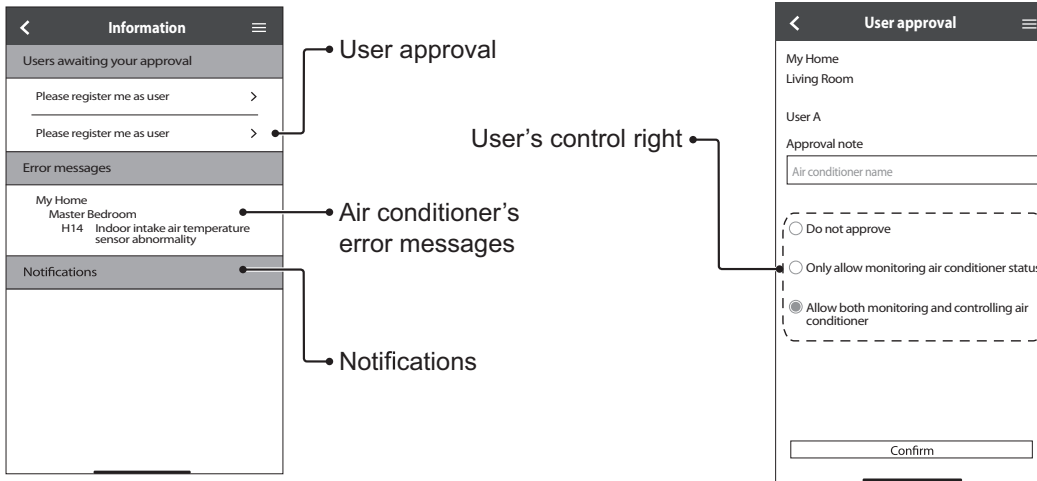 Information
Users awaiting your approval
Please register me as user
Please register me as user
Error messages
My Home
Master Bedroom
H14 Indoor intake air temperature
sensor abnormality
Notifications
User approval
Air conditioner's
error messages
Notifications
User's control right
User approval
My Home
Living Room
User A
Approval note
Air conditioner name
Do not approve
Only allow monitoring air conditioner status
Allow both monitoring and controlling air
conditioner
Confirm